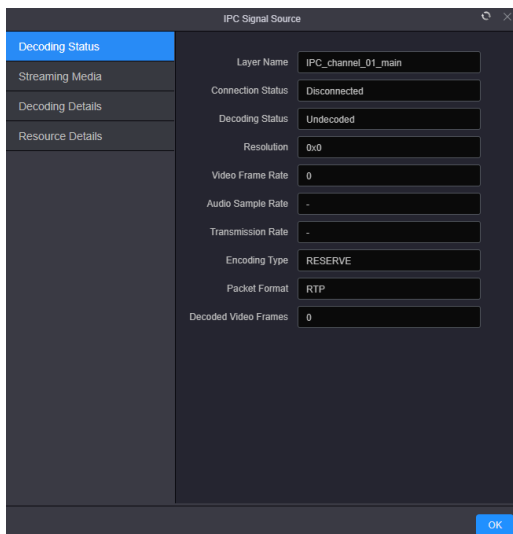 IPC Signal Source
Decoding Status
Streaming Media
Decoding Details
Resource Details
Layer Name IPC_channel_01_main
Connection Status Disconnected
Decoding Status Undecoded
Resolution 0x0
Video Frame Rate 0
Audio Sample Rate -
Transmission Rate -
Encoding Type RESERVE
Packet Format RTP
Decoded Video Frames 0
OK